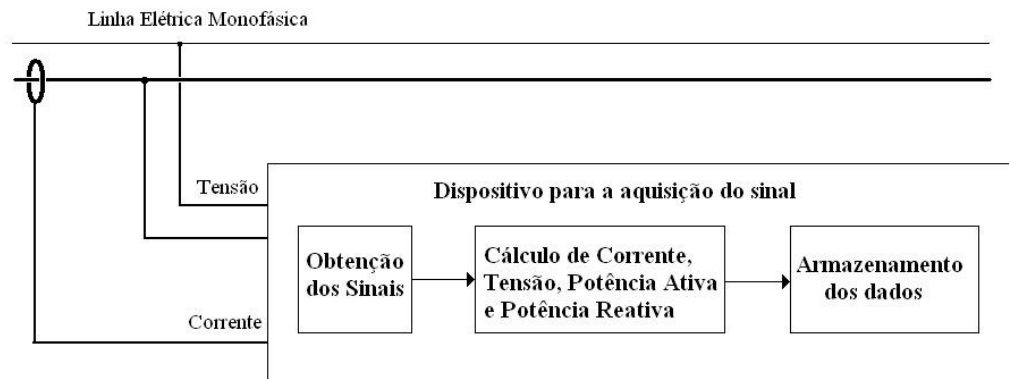 Linha Elétrica Monofásica
Tensão
Dispositivo para a aquisição do sinal
Obtenção
dos Sinais
Cálculo de Corrente,
Tensão, Potência Ativa
e Potência Reativa
Armazenamento
dos dados
Corrente